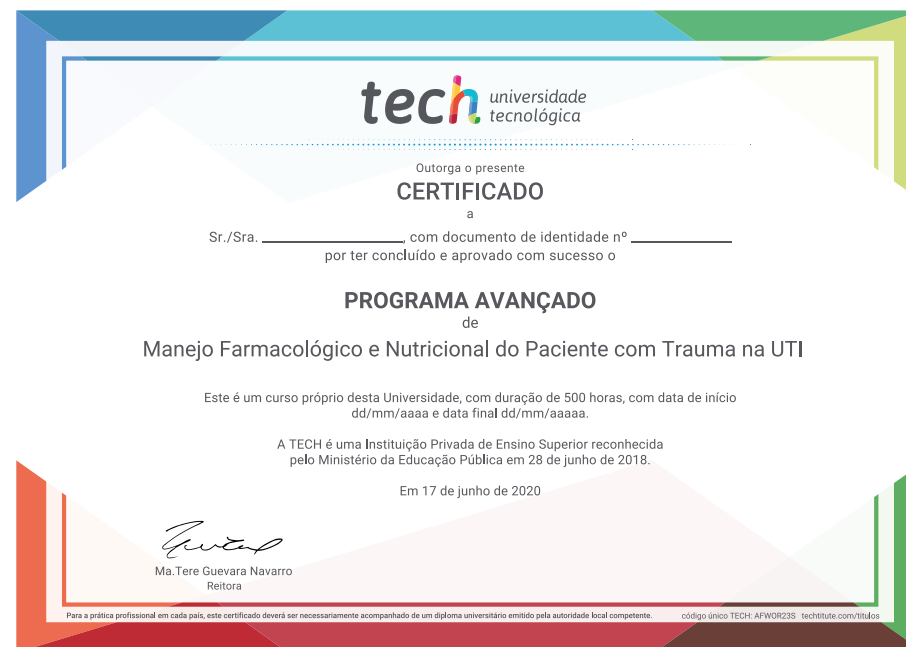 tech universidade
tecnológica
Outorga o presente
CERTIFICADO
a
Sr./Sra. ____________, com documento de identidade nº ____________
por ter concluído e aprovado com sucesso o
PROGRAMA AVANÇADO
de
Manejo Farmacológico e Nutricional do Paciente com Trauma na UTI
Este é um curso próprio desta Universidade, com duração de 500 horas, com data de início
dd/mm/aaaa e data final dd/mm/aaaaa.
A TECH é uma Instituição Privada de Ensino Superior reconhecida
pelo Ministério da Educação Pública em 28 de junho de 2018.
Em 17 de junho de 2020
Ma.Tere Guevara Navarro
Reitora
Para a prática profissional em cada país, este certificado deverá ser necessariamente acompanhado de um diploma universitário emitido pela autoridade local competente. código único TECH: AFWOR23S techtitute.com/titulos